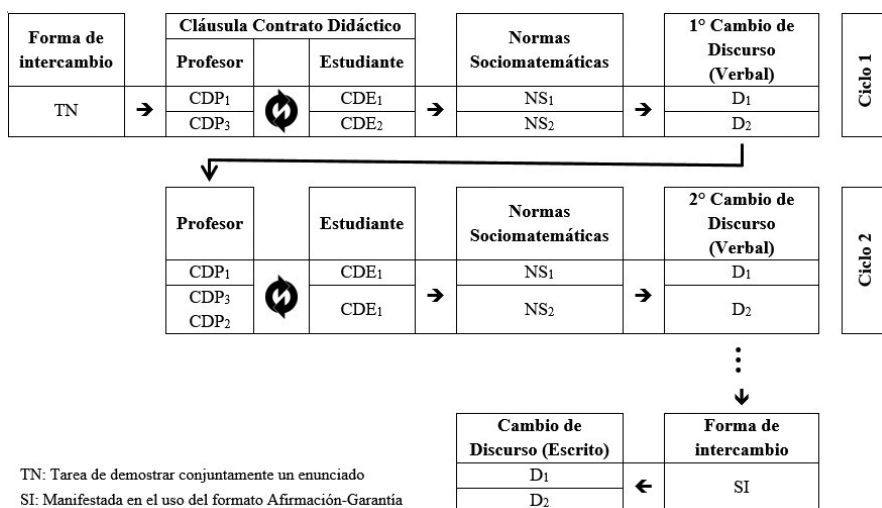 Forma de intercambio
Cláusula Contrato Didáctico
Profesor
Estudiante
Normas Sociomatemáticas
1° Cambio de Discurso (Verbal)
Ciclo 1
TN
➔
CDP₁
CDE₁
➔
NS₁
➔
D₁
CDP₃
CDE₂
NS₂
D₂
Profesor
Estudiante
Normas Sociomatemáticas
2° Cambio de Discurso (Verbal)
Ciclo 2
CDP₁
CDE₁
➔
NS₁
➔
D₁
CDP₃
CDP₂
CDE₁
NS₂
D₂
Cambio de Discurso (Escrito)
Forma de intercambio
D₁
D₂
SI
TN: Tarea de demostrar conjuntamente un enunciado
SI: Manifestada en el uso del formato Afirmación-Garantía